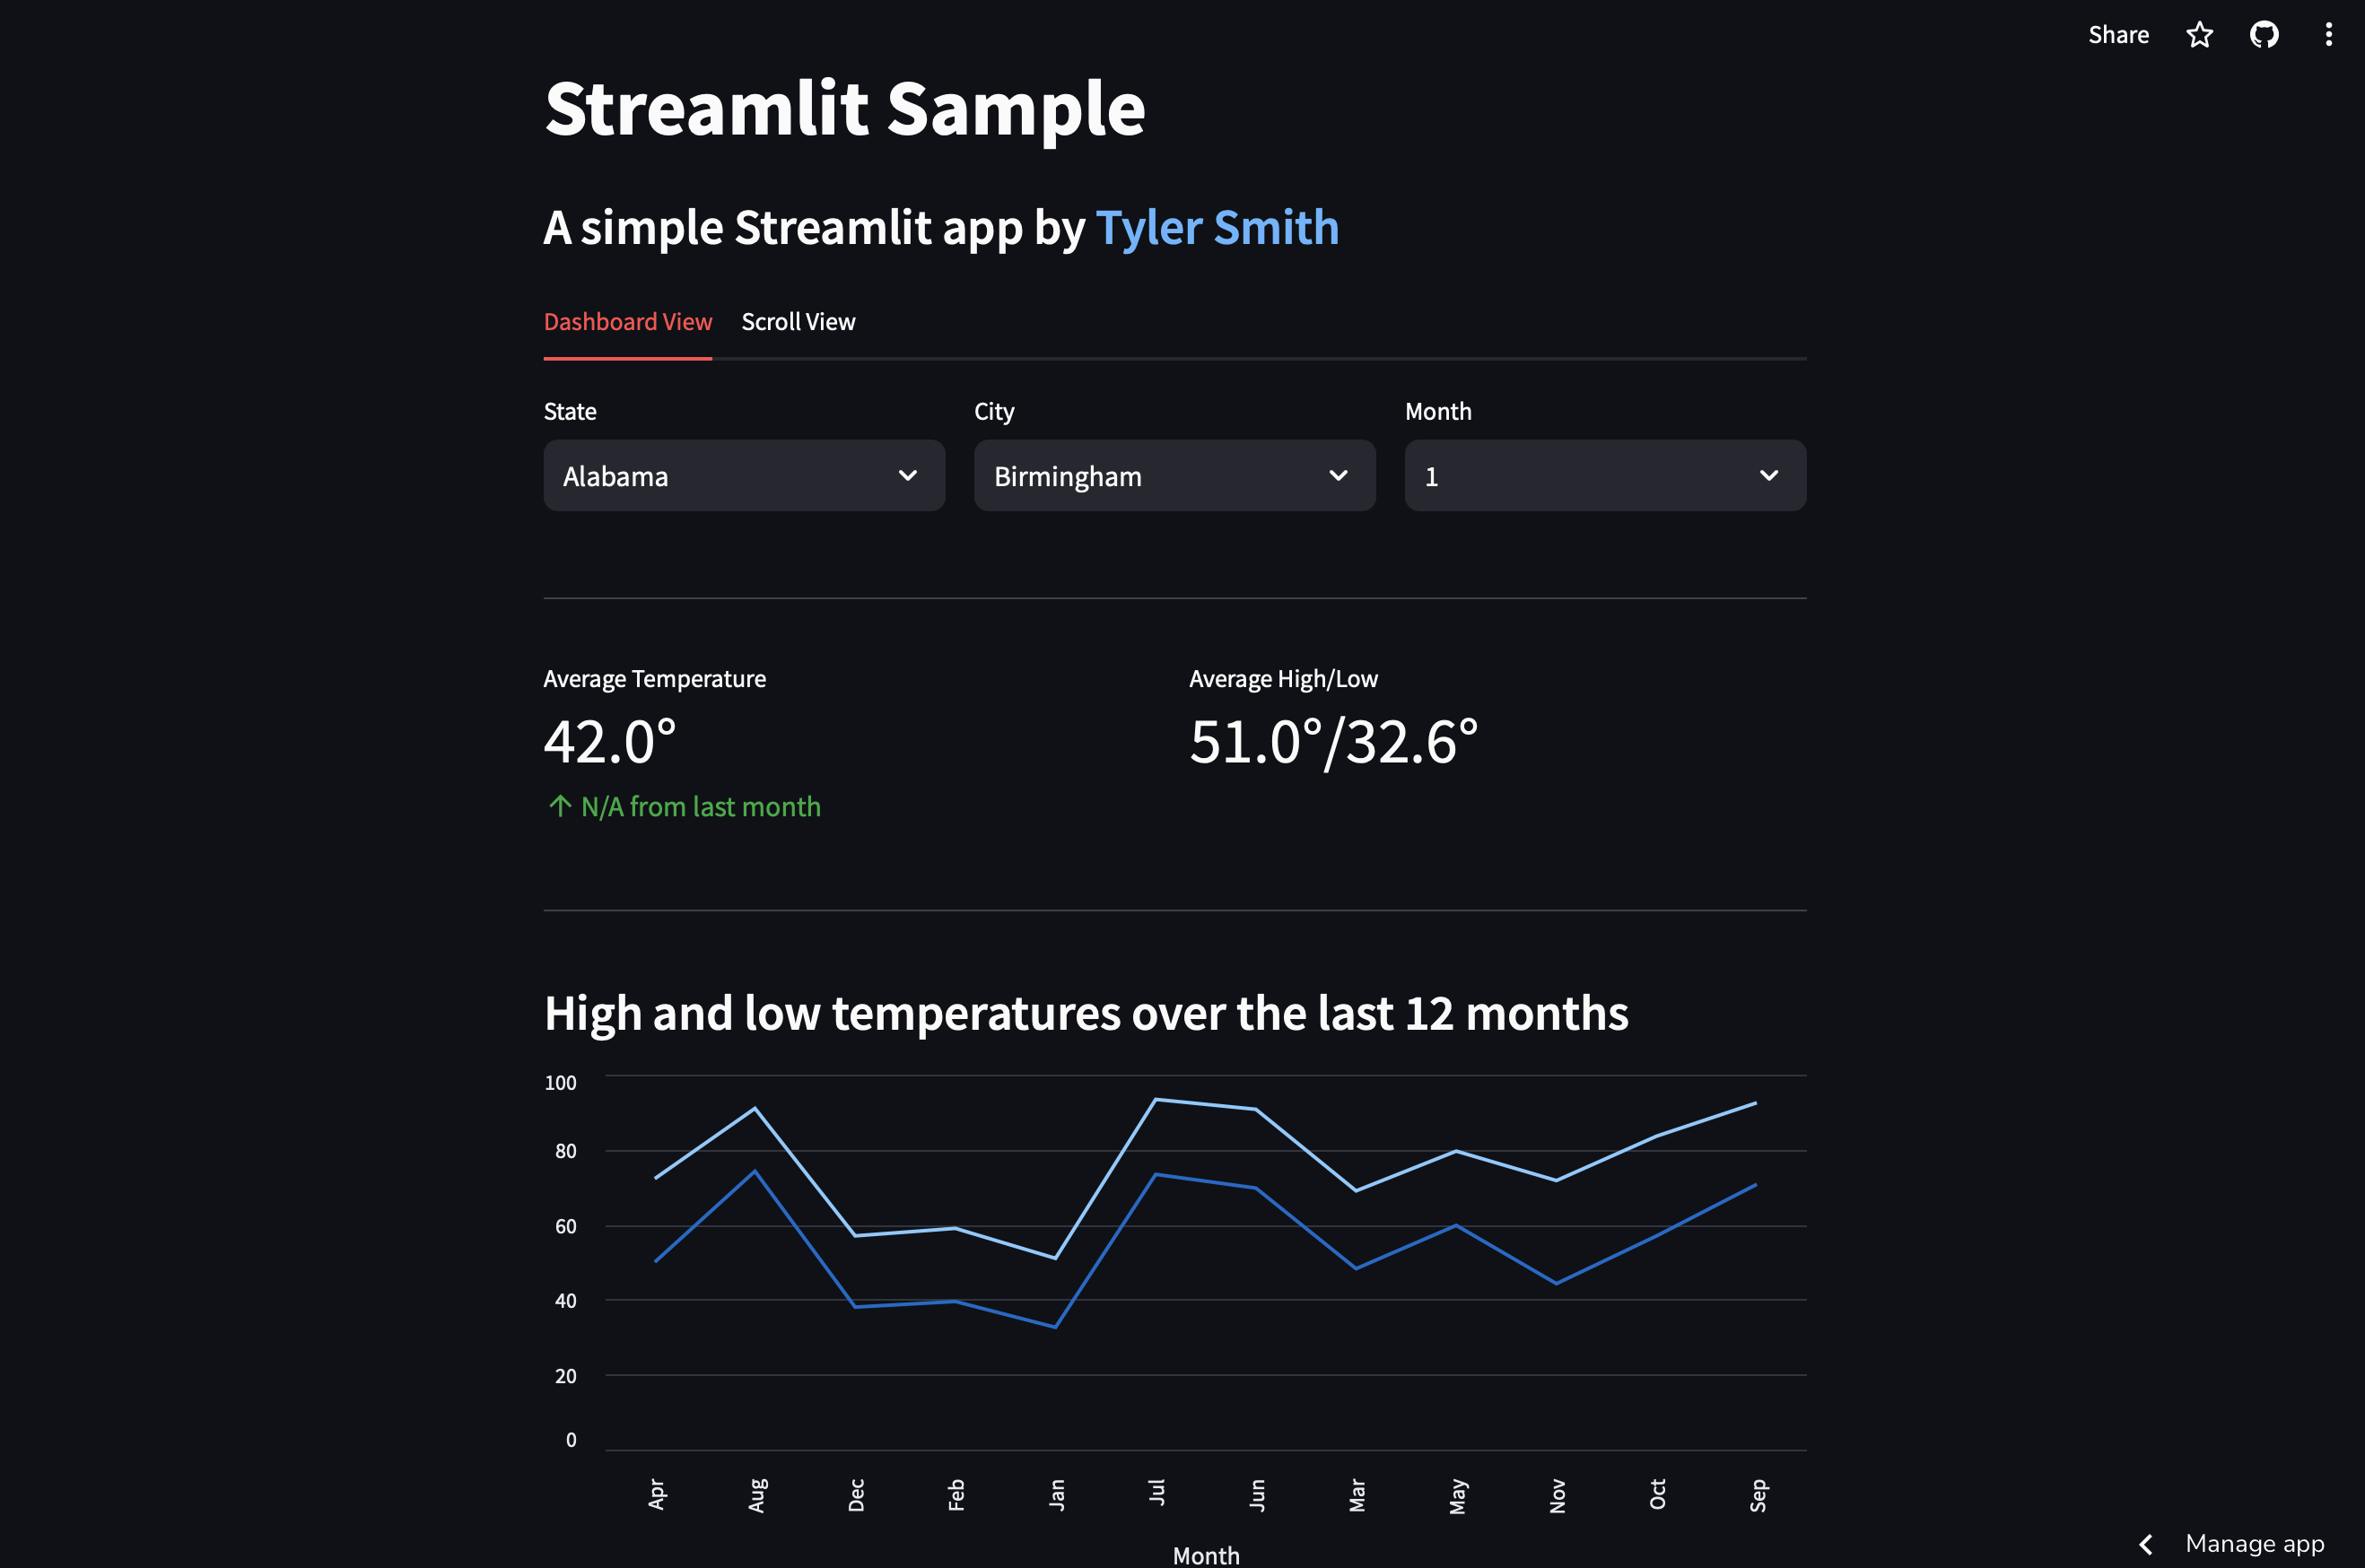 Share
Streamlit Sample
A simple Streamlit app by Tyler Smith
Dashboard View Scroll View
State City Month
Alabama Birmingham 1
Average Temperature Average High/Low
42.0° 51.0°/32.6°
↑ N/A from last month
High and low temperatures over the last 12 months
100
80
60
40
20
0
Apr Aug Dec Feb Jan Jul Jun Mar May Nov Oct Sep
Month
Manage app